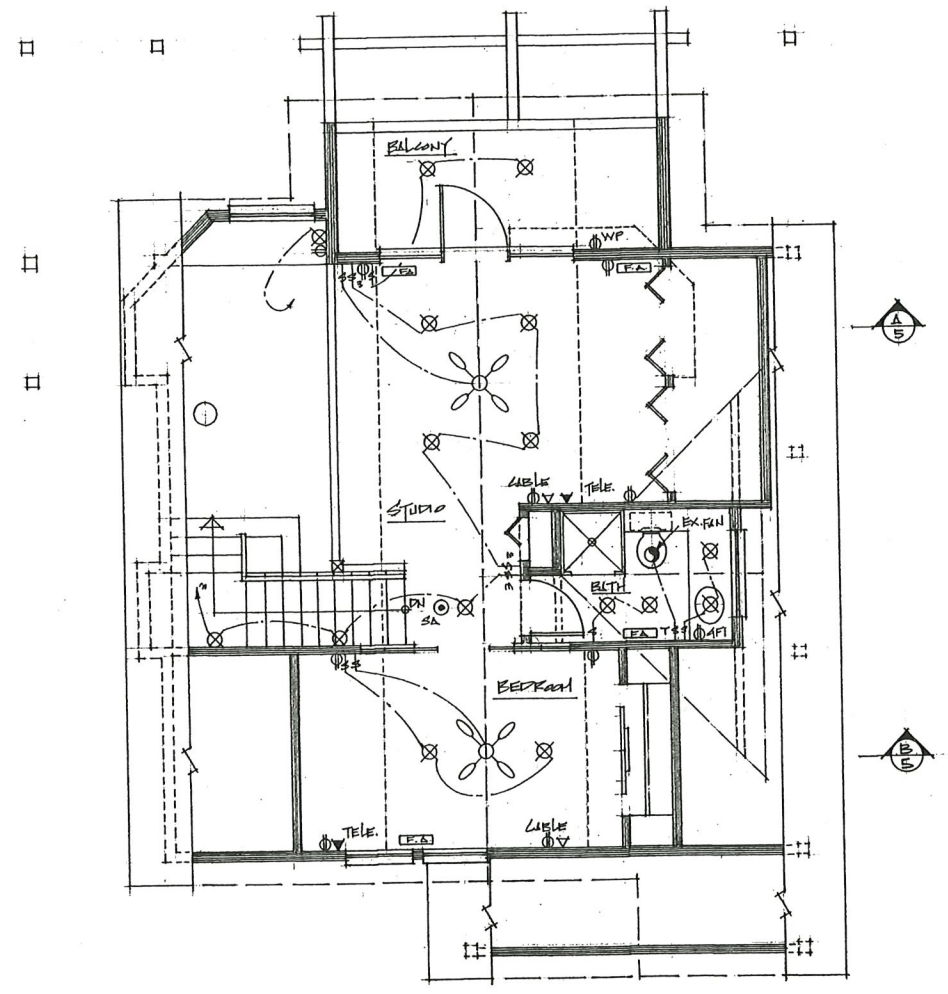 BALCONY
WP
F.A
F.A
A
5
CABLE
TELE.
STUDIO
EX. FAN
BATH
DN
SA
F.A
GFI
BEDROOM
B
5
TELE.
F.A
CABLE